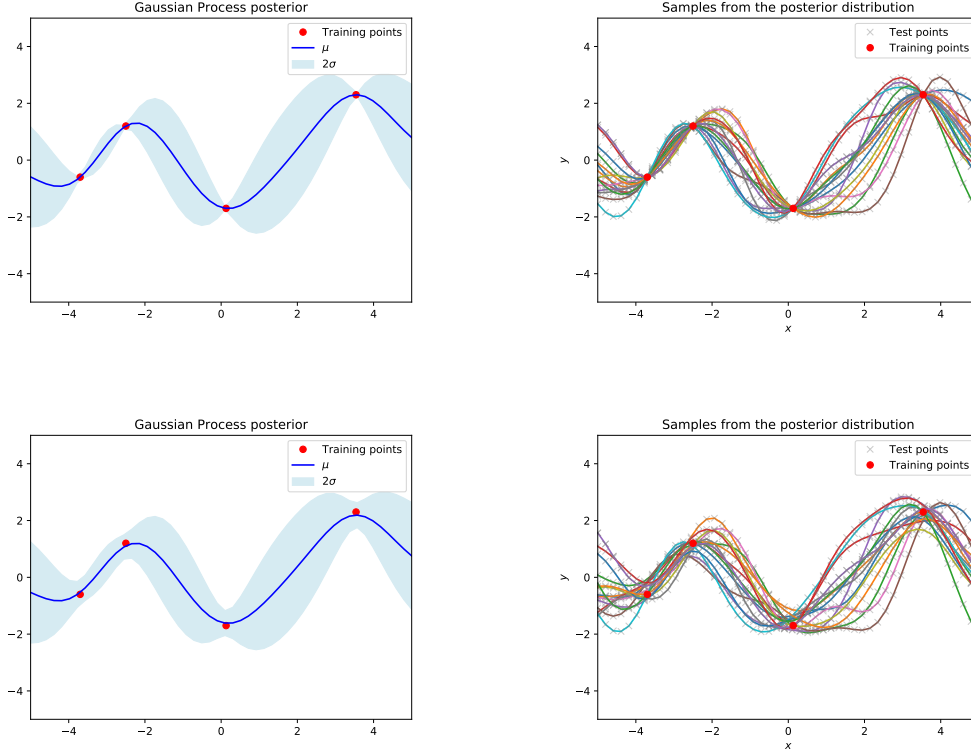 Gaussian Process posterior
Training points
μ
2σ
4
2
0
−2
−4
−4 −2 0 2 4
Samples from the posterior distribution
Test points
Training points
y
4
2
0
−2
−4
−4 −2 0 2 4
x
Gaussian Process posterior
Training points
μ
2σ
4
2
0
−2
−4
−4 −2 0 2 4
Samples from the posterior distribution
Test points
Training points
y
4
2
0
−2
−4
−4 −2 0 2 4
x